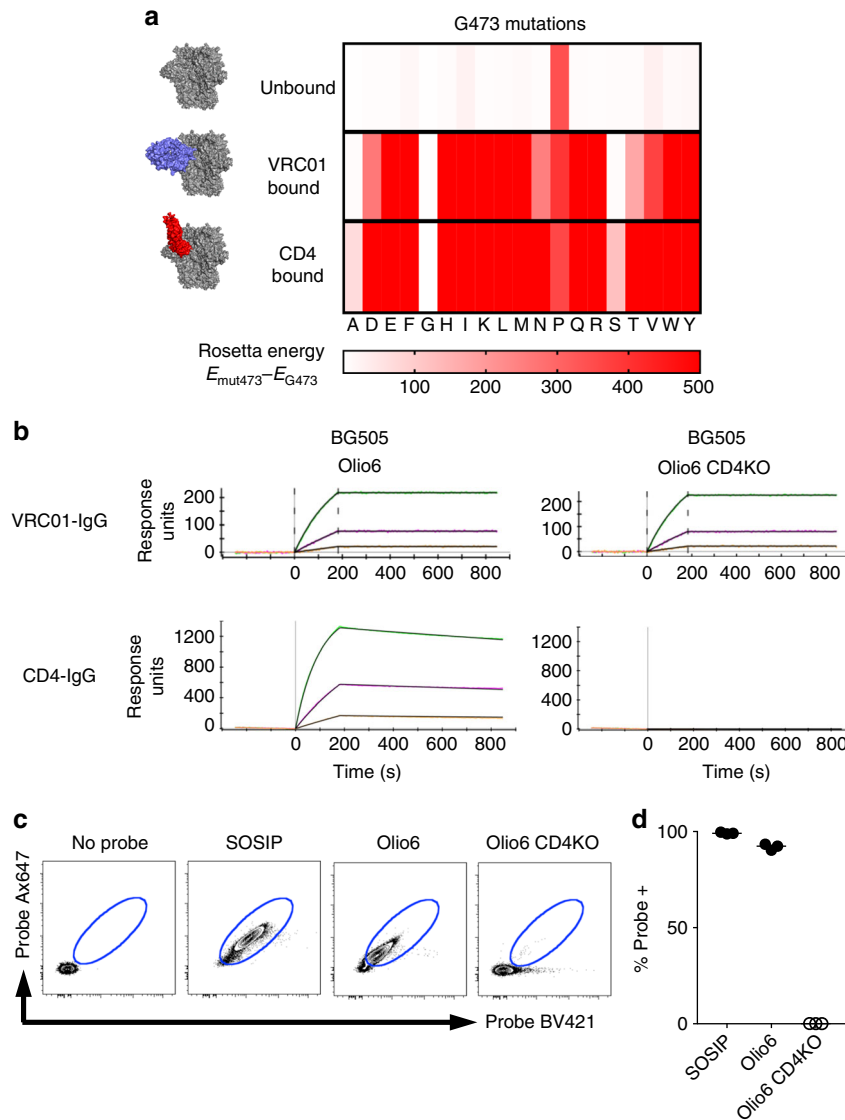 a
G473 mutations
Unbound
VRC01
bound
CD4
bound
A D E F G H I K L M N P Q R S T V W Y
Rosetta energy
Emut473–EG473
100 200 300 400 500
b
BG505
Olio6
BG505
Olio6 CD4KO
VRC01-IgG
Response
units
200
100
0
0 200 400 600 800
200
100
0
0 200 400 600 800
CD4-IgG
Response
units
1200
800
400
0
0 200 400 600 800
Time (s)
1200
800
400
0
0 200 400 600 800
Time (s)
c
No probe
SOSIP
Olio6
Olio6 CD4KO
Probe Ax647
Probe BV421
d
% Probe +
100
50
0
SOSIP
Olio6
Olio6 CD4KO